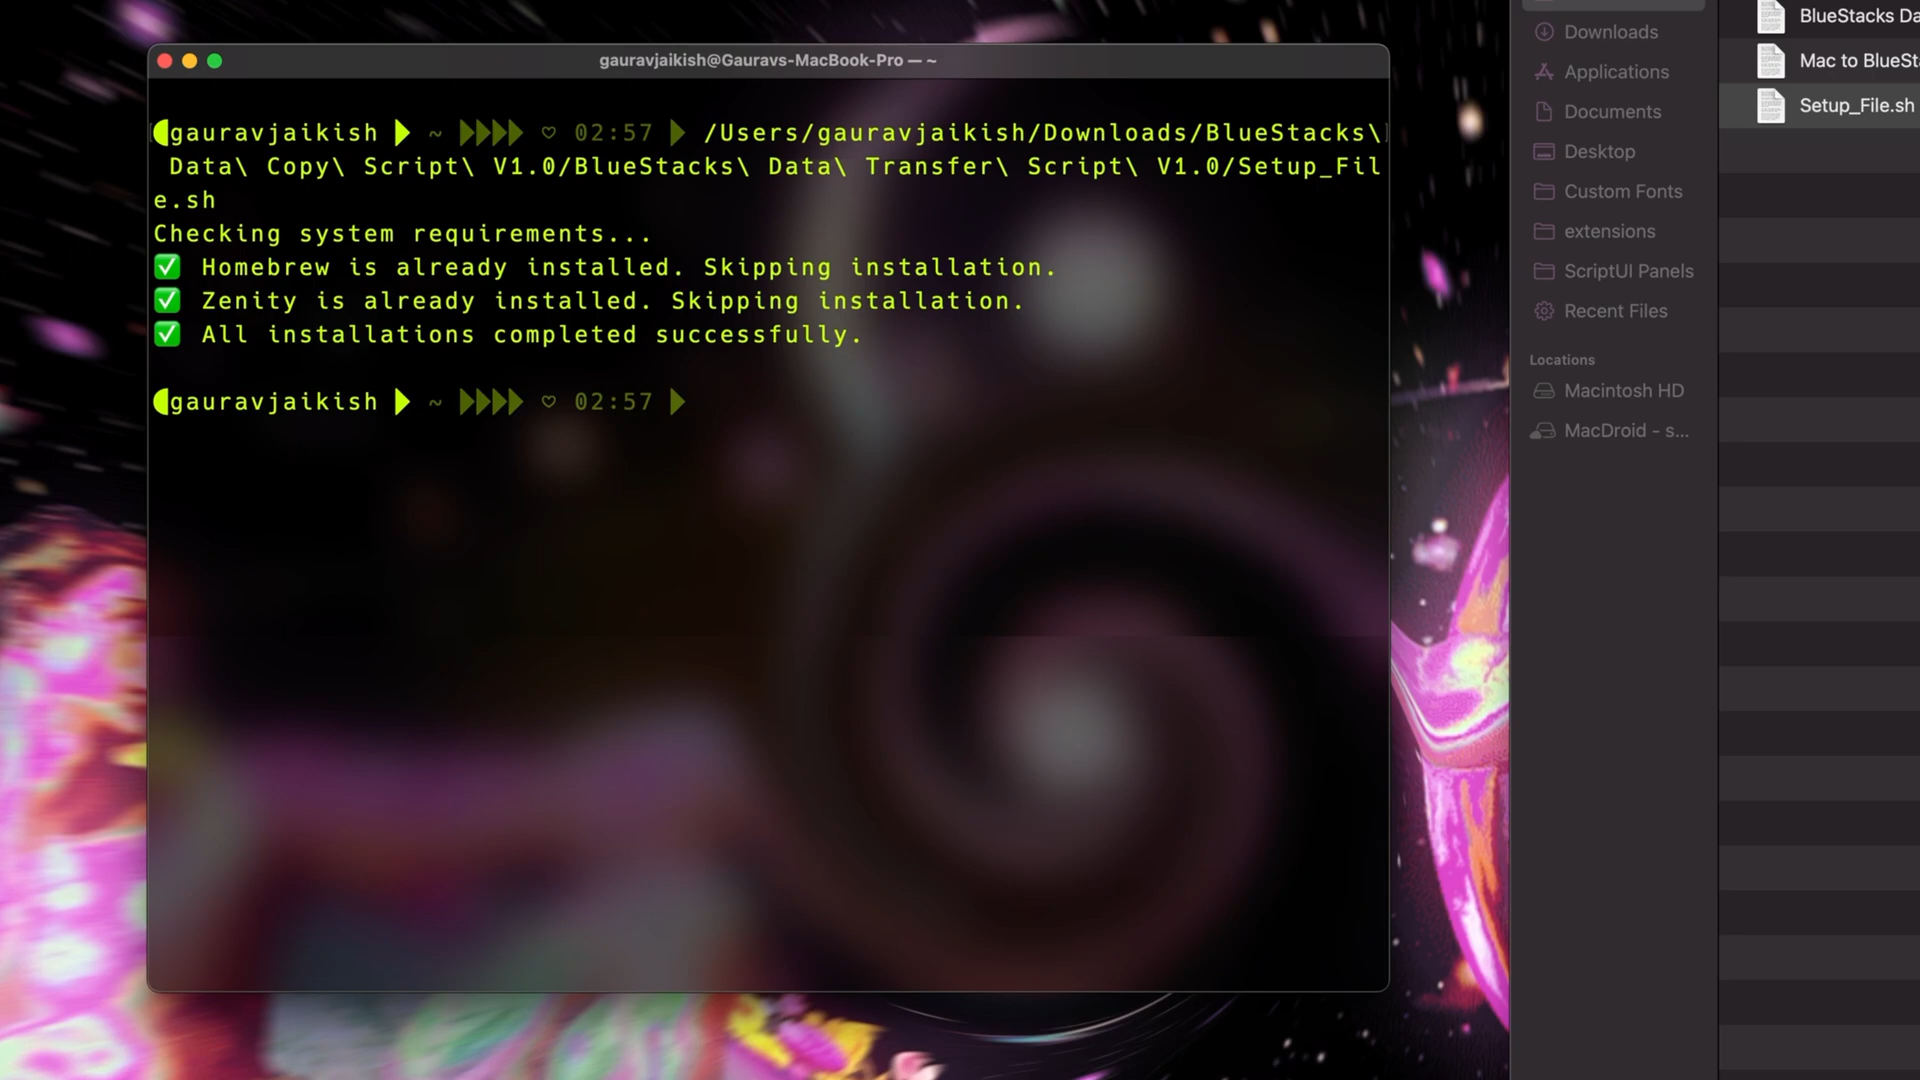 gauravjaikish@Gauravs-MacBook-Pro — ~
gauravjaikish ~ ♡ 02:57 /Users/gauravjaikish/Downloads/BlueStacks\
Data\ Copy\ Script\ V1.0/BlueStacks\ Data\ Transfer\ Script\ V1.0/Setup_Fil
e.sh
Checking system requirements...
✅ Homebrew is already installed. Skipping installation.
✅ Zenity is already installed. Skipping installation.
✅ All installations completed successfully.
gauravjaikish ~ ♡ 02:57
Downloads
Applications
Documents
Desktop
Custom Fonts
extensions
ScriptUI Panels
Recent Files
Locations
Macintosh HD
MacDroid - s...
BlueStacks Da
Mac to BlueSta
Setup_File.sh